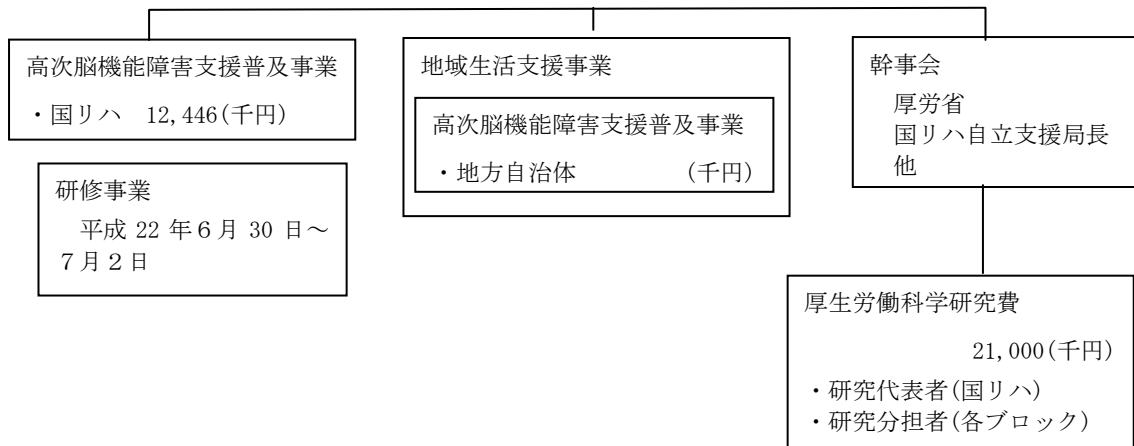 高次脳機能障害支援普及事業
・国リハ 12,446(千円)
研修事業
平成 22 年６月 30 日～
７月２日
地域生活支援事業
高次脳機能障害支援普及事業
・地方自治体 (千円)
幹事会
厚労省
国リハ自立支援局長
他
厚生労働科学研究費
21,000(千円)
・研究代表者(国リハ)
・研究分担者(各ブロック)